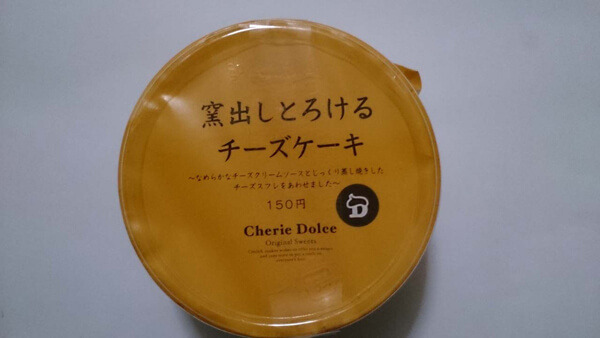 窯出しとろける
チーズケーキ
〜なめらかなチーズクリームソースとじっくり蒸し焼きした
チーズスフレをあわせました〜
150円
D
Cherie Dolce
Original Sweets